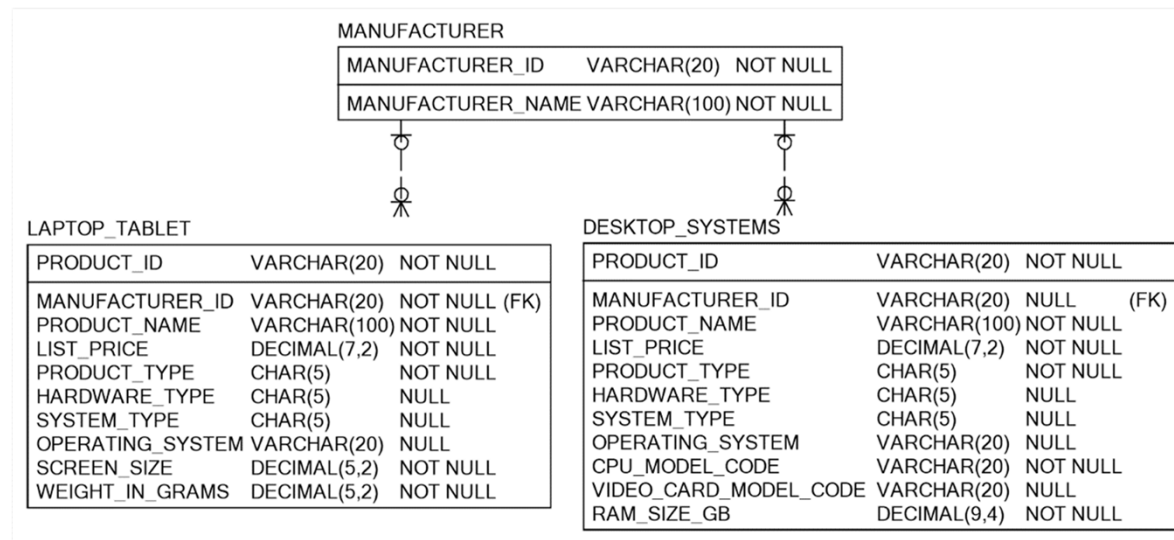 MANUFACTURER
MANUFACTURER_ID VARCHAR(20) NOT NULL
MANUFACTURER_NAME VARCHAR(100) NOT NULL
LAPTOP_TABLET
PRODUCT_ID VARCHAR(20) NOT NULL
MANUFACTURER_ID VARCHAR(20) NOT NULL (FK)
PRODUCT_NAME VARCHAR(100) NOT NULL
LIST_PRICE DECIMAL(7,2) NOT NULL
PRODUCT_TYPE CHAR(5) NOT NULL
HARDWARE_TYPE CHAR(5) NULL
SYSTEM_TYPE CHAR(5) NULL
OPERATING_SYSTEM VARCHAR(20) NULL
SCREEN_SIZE DECIMAL(5,2) NOT NULL
WEIGHT_IN_GRAMS DECIMAL(5,2) NOT NULL
DESKTOP_SYSTEMS
PRODUCT_ID VARCHAR(20) NOT NULL
MANUFACTURER_ID VARCHAR(20) NULL (FK)
PRODUCT_NAME VARCHAR(100) NOT NULL
LIST_PRICE DECIMAL(7,2) NOT NULL
PRODUCT_TYPE CHAR(5) NOT NULL
HARDWARE_TYPE CHAR(5) NULL
SYSTEM_TYPE CHAR(5) NULL
OPERATING_SYSTEM VARCHAR(20) NULL
CPU_MODEL_CODE VARCHAR(20) NOT NULL
VIDEO_CARD_MODEL_CODE VARCHAR(20) NULL
RAM_SIZE_GB DECIMAL(9,4) NOT NULL